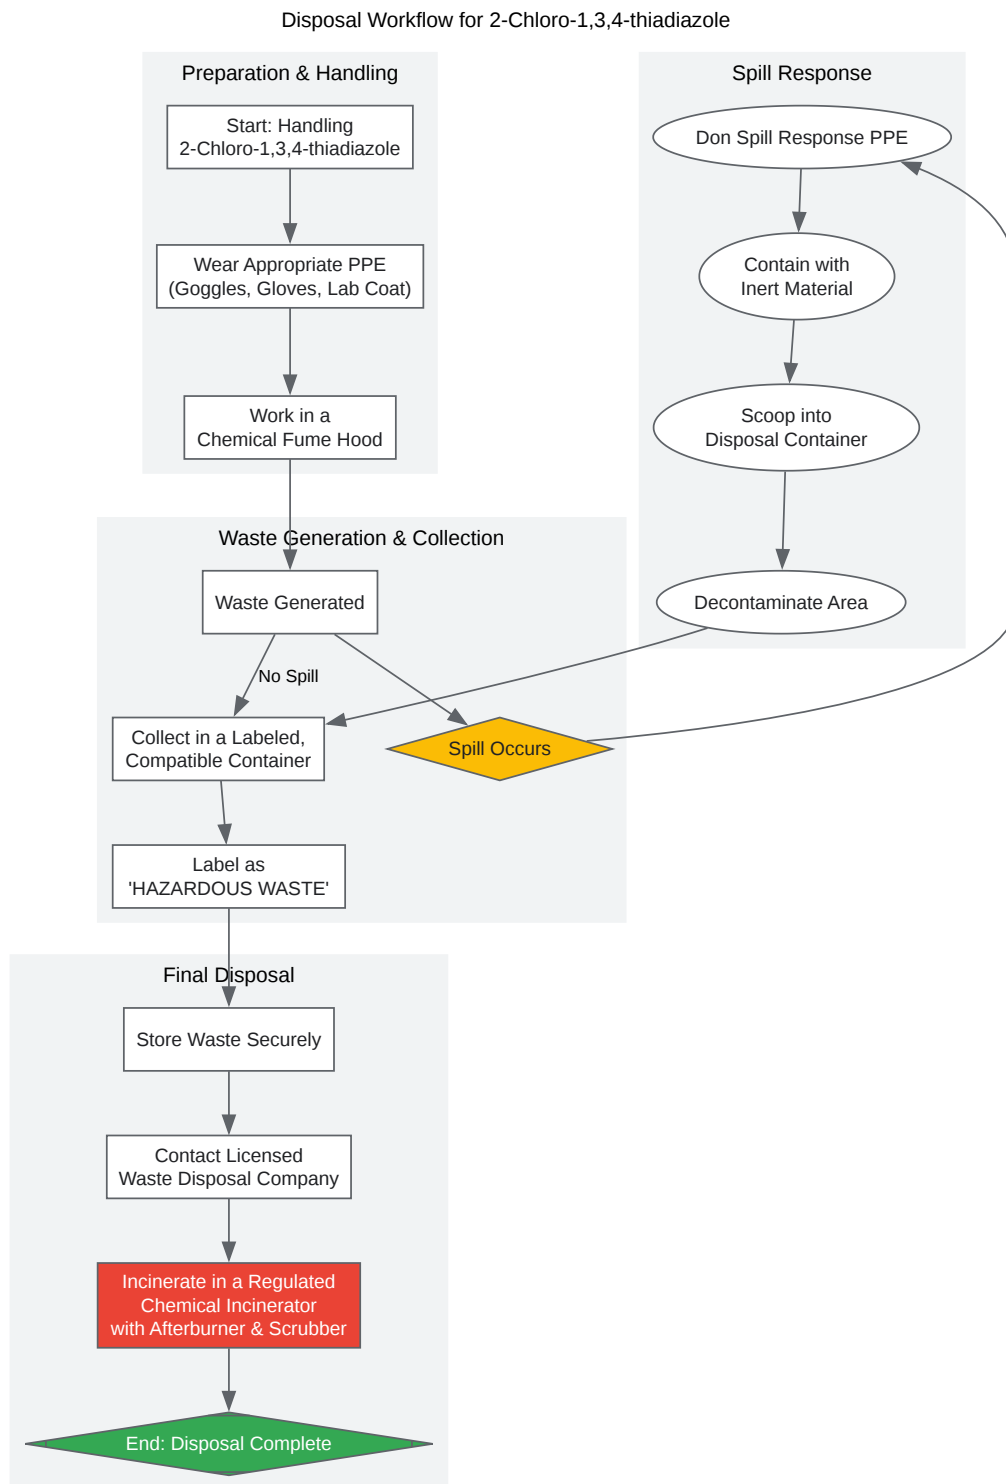 Disposal Workflow for 2-Chloro-1,3,4-thiadiazole
Preparation & Handling
Start: Handling
2-Chloro-1,3,4-thiadiazole
Wear Appropriate PPE
(Goggles, Gloves, Lab Coat)
Work in a
Chemical Fume Hood
Spill Response
Don Spill Response PPE
Contain with
Inert Material
Scoop into
Disposal Container
Decontaminate Area
Waste Generation & Collection
Waste Generated
No Spill
Collect in a Labeled,
Compatible Container
Spill Occurs
Label as
'HAZARDOUS WASTE'
Final Disposal
Store Waste Securely
Contact Licensed
Waste Disposal Company
Incinerate in a Regulated
Chemical Incinerator
with Afterburner & Scrubber
End: Disposal Complete